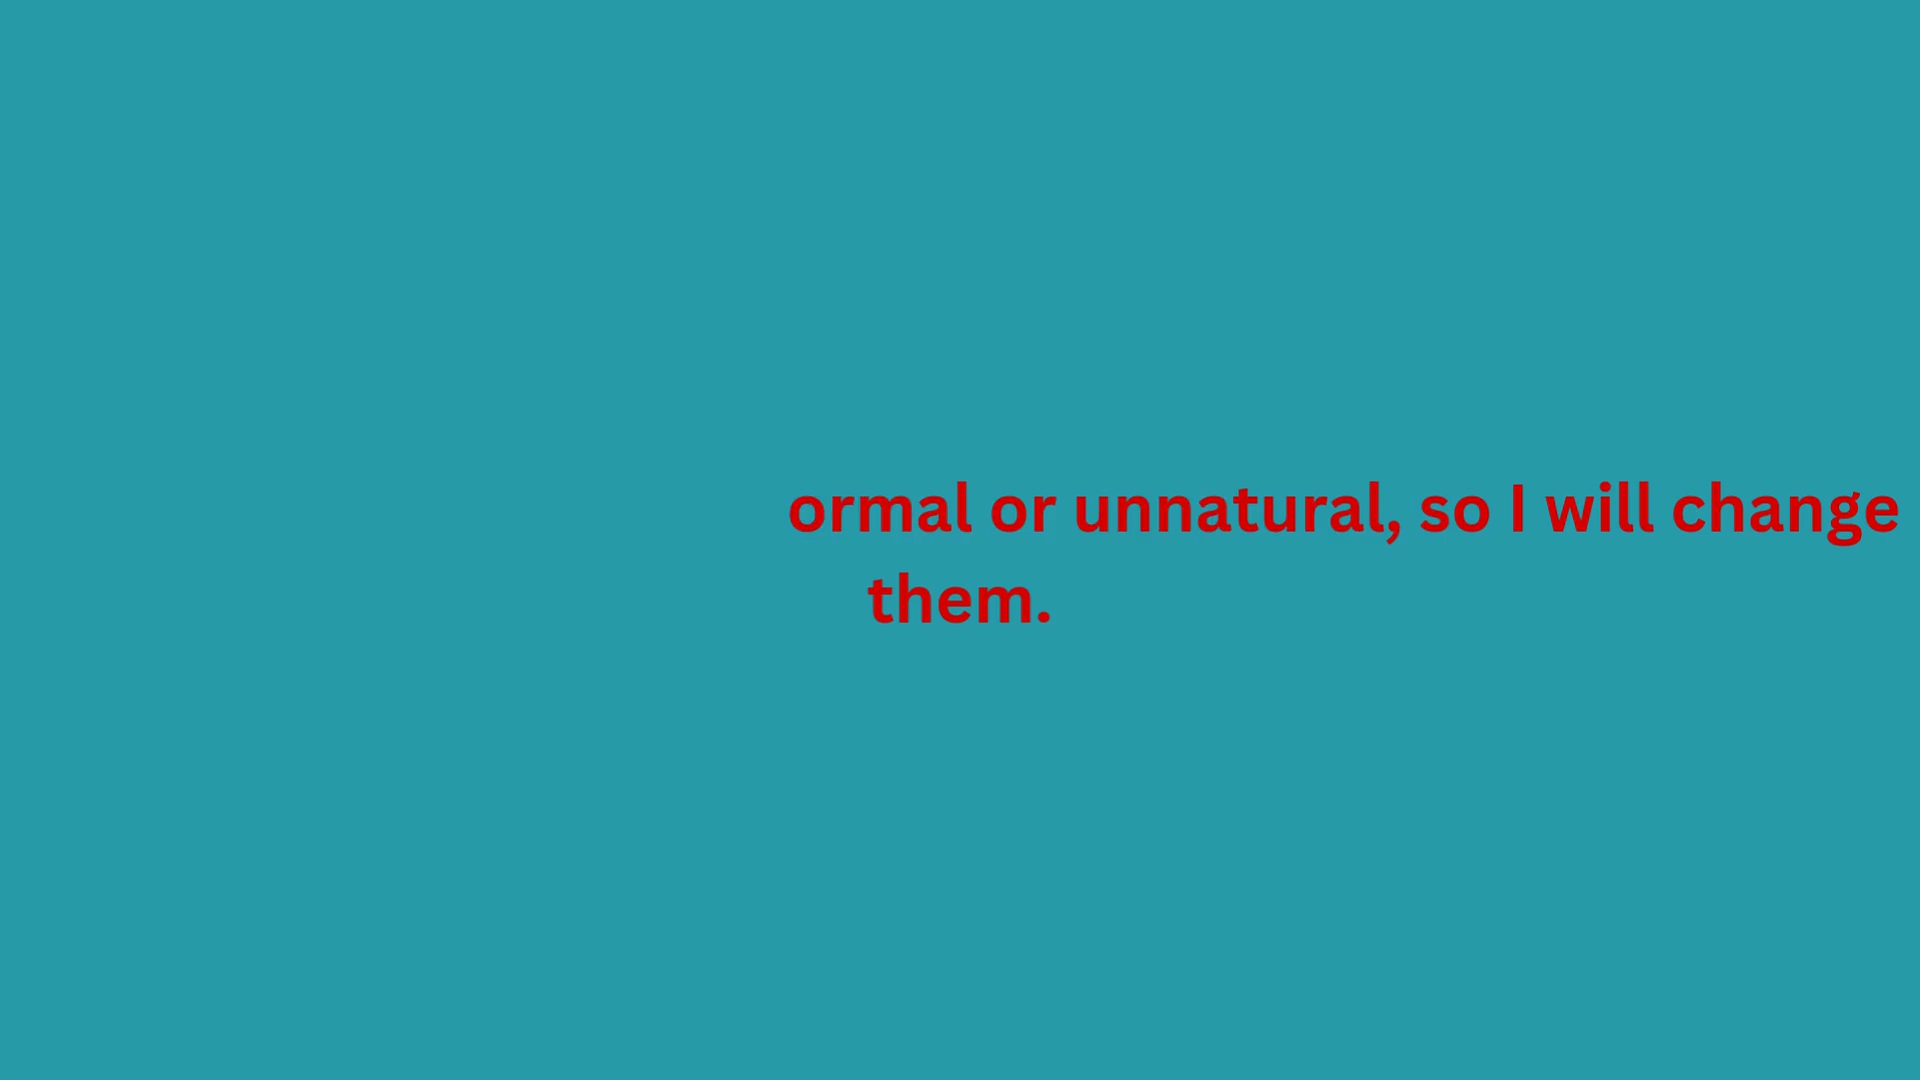 ormal or unnatural, so I will change
them.